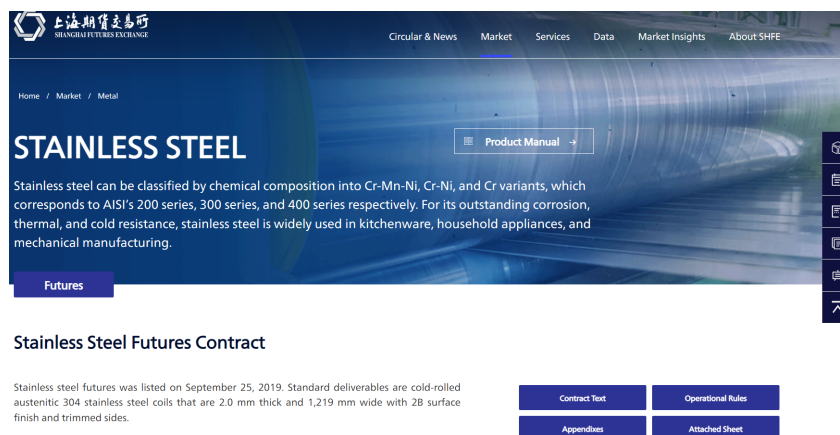 上海期货交易所
SHANGHAI FUTURES EXCHANGE
Circular & News Market Services Data Market Insights About SHFE
Home / Market / Metal
STAINLESS STEEL
Product Manual →
Stainless steel can be classified by chemical composition into Cr-Mn-Ni, Cr-Ni, and Cr variants, which
corresponds to AISI's 200 series, 300 series, and 400 series respectively. For its outstanding corrosion,
thermal, and cold resistance, stainless steel is widely used in kitchenware, household appliances, and
mechanical manufacturing.
Futures
Stainless Steel Futures Contract
Stainless steel futures was listed on September 25, 2019. Standard deliverables are cold-rolled
austenitic 304 stainless steel coils that are 2.0 mm thick and 1,219 mm wide with 2B surface
finish and trimmed sides.
Contract Text Operational Rules
Appendixes Attached Sheet